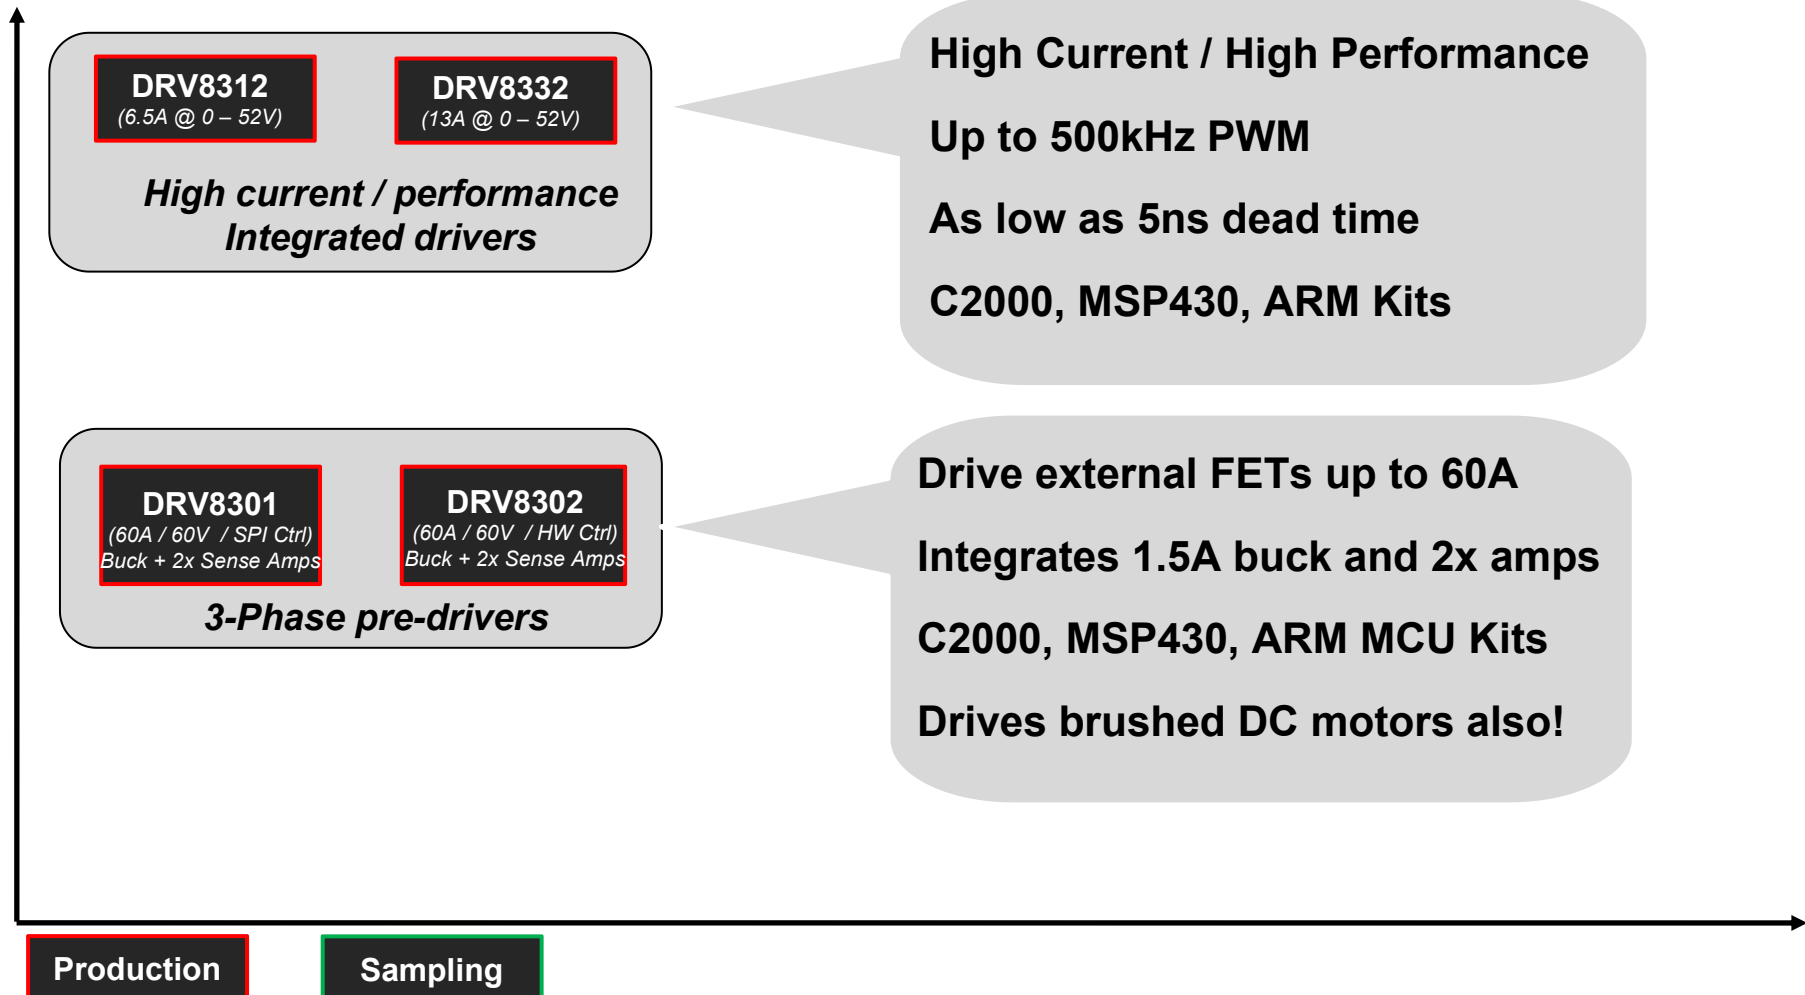 DRV8312
(6.5A @ 0 – 52V)
DRV8332
(13A @ 0 – 52V)
High current / performance
Integrated drivers
High Current / High Performance
Up to 500kHz PWM
As low as 5ns dead time
C2000, MSP430, ARM Kits
DRV8301
(60A / 60V / SPI Ctrl)
Buck + 2x Sense Amps
DRV8302
(60A / 60V / HW Ctrl)
Buck + 2x Sense Amps
3-Phase pre-drivers
Drive external FETs up to 60A
Integrates 1.5A buck and 2x amps
C2000, MSP430, ARM MCU Kits
Drives brushed DC motors also!
Production
Sampling